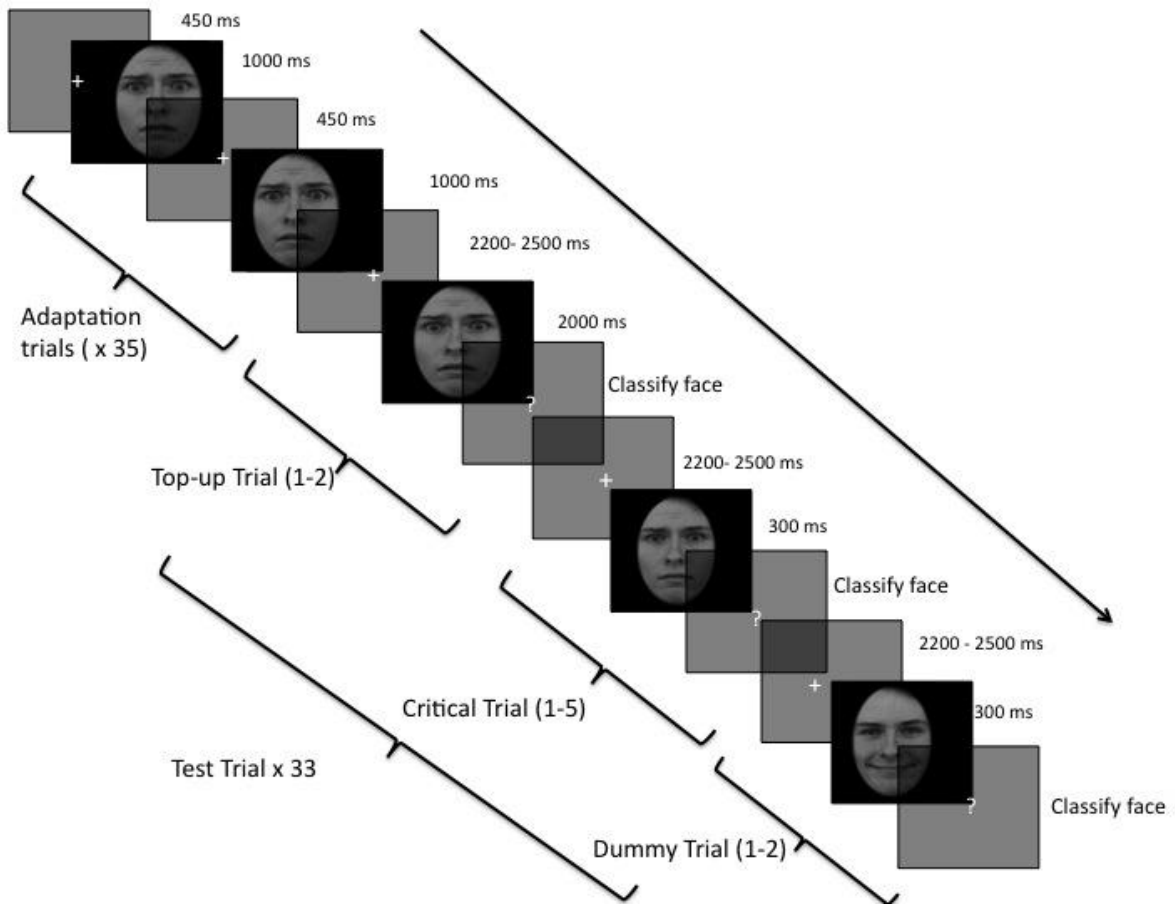 450 ms
1000 ms
+
450 ms
+
1000 ms
2200- 2500 ms
+
Adaptation
trials ( x 35)
2000 ms
Classify face
?
Top-up Trial (1-2)
2200- 2500 ms
+
300 ms
Classify face
?
2200 - 2500 ms
+
Critical Trial (1-5)
300 ms
Test Trial x 33
?
Classify face
Dummy Trial (1-2)